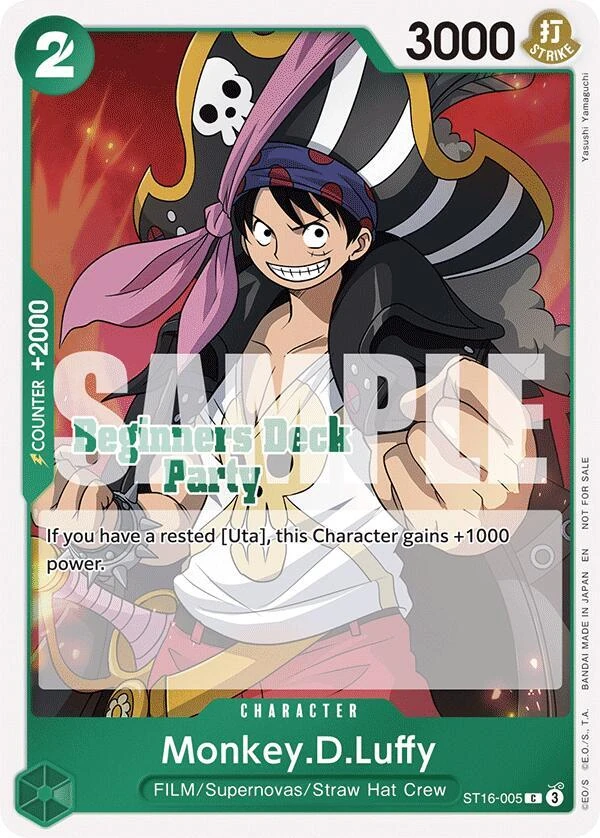 2
3000
打
STRIKE
Yasushi Yamaguchi
COUNTER +2000
SAMPLE
Beginners Deck
Party
If you have a rested [Uta], this Character gains +1000
power.
CHARACTER
Monkey.D.Luffy
FILM/Supernovas/Straw Hat Crew
ST16-005 C 3
©EO/S ©E.O./S., T.A. BANDAI MADE IN JAPAN EN NOT FOR SALE